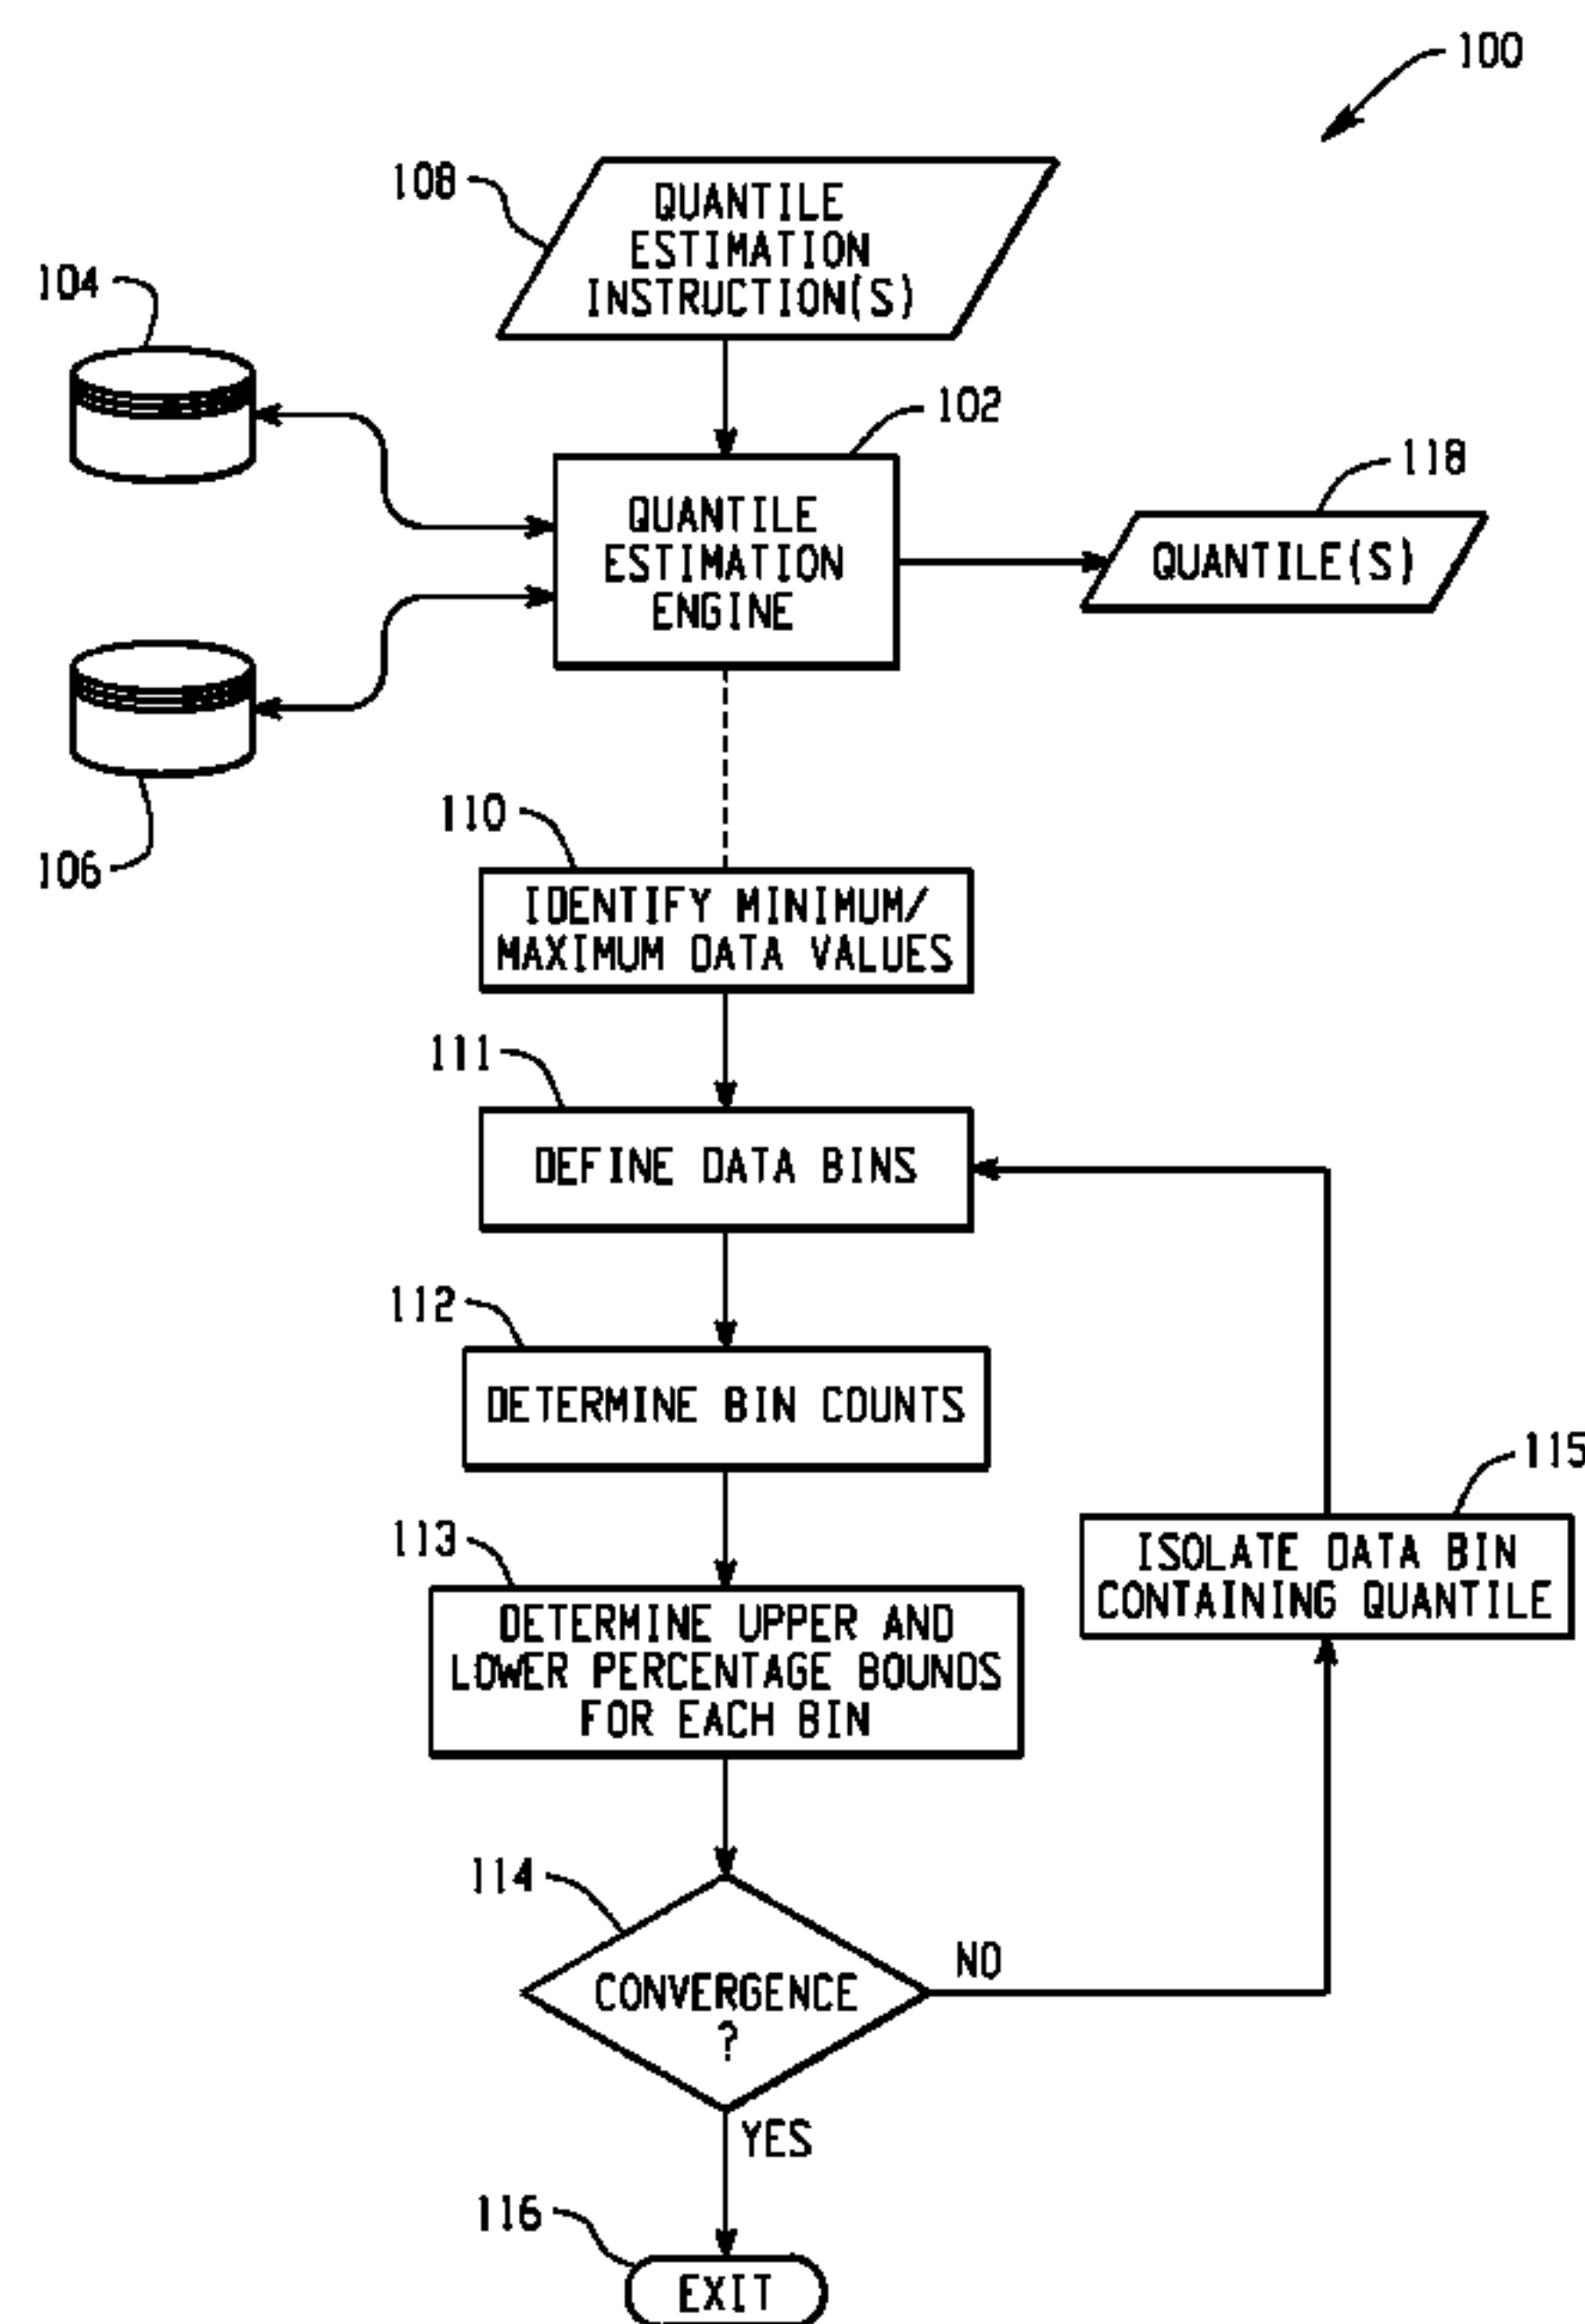 100
108
QUANTILE
ESTIMATION
INSTRUCTION(S)
104
102
118
QUANTILE
ESTIMATION
ENGINE
QUANTILE(S)
106
110
IDENTIFY MINIMUM/
MAXIMUM DATA VALUES
111
DEFINE DATA BINS
112
DETERMINE BIN COUNTS
115
ISOLATE DATA BIN
CONTAINING QUANTILE
113
DETERMINE UPPER AND
LOWER PERCENTAGE BOUNDS
FOR EACH BIN
114
CONVERGENCE
?
NO
YES
116
EXIT